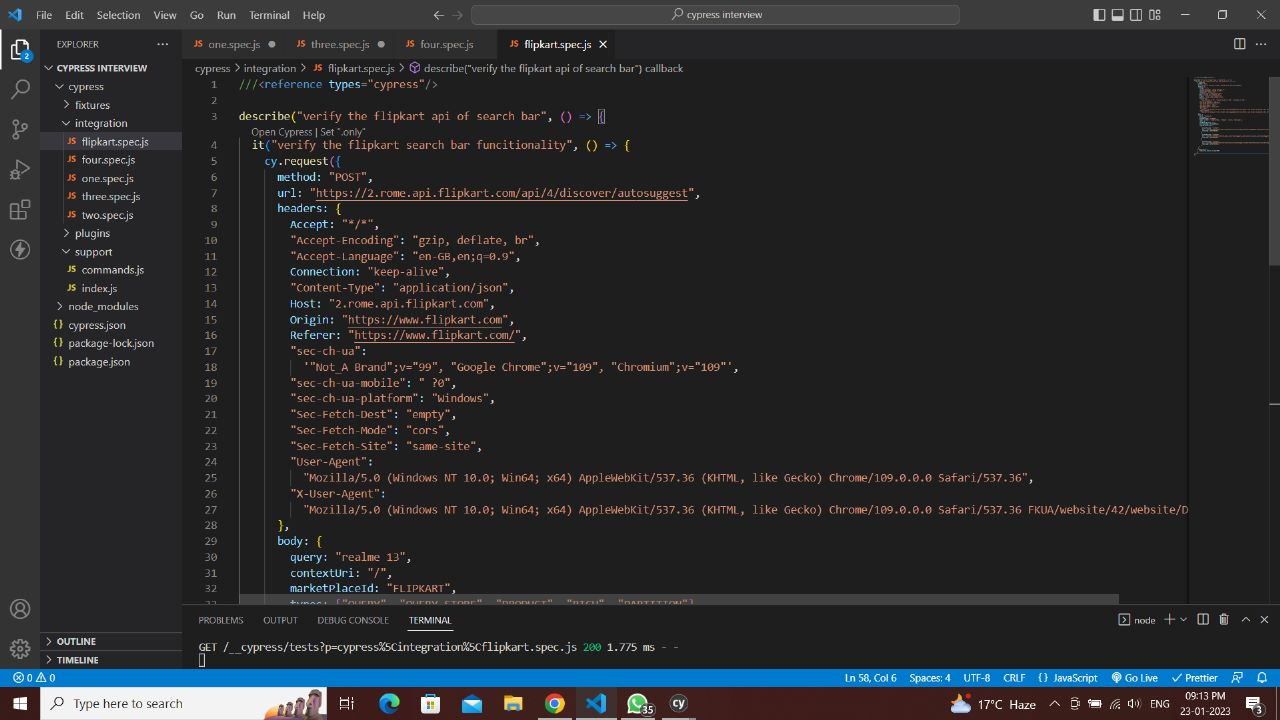 File Edit Selection View Go Run Terminal Help
cypress interview
2
EXPLORER
one.spec.js
three.spec.js
four.spec.js
flipkart.spec.js
CYPRESS INTERVIEW
cypress
fixtures
integration
flipkart.spec.js
four.spec.js
one.spec.js
three.spec.js
two.spec.js
plugins
support
commands.js
index.js
node_modules
cypress.json
package-lock.json
package.json
OUTLINE
TIMELINE
cypress > integration > JS flipkart.spec.js > describe("verify the flipkart api of search bar") callback
1 ///<reference types="cypress"/>
2
3 describe("verify the flipkart api of search bar", () => {
Open Cypress | Set ".only"
4 it("verify the flipkart search bar funcitionality", () => {
5 cy.request({
6 method: "POST",
7 url: "https://2.rome.api.flipkart.com/api/4/discover/autosuggest",
8 headers: {
9 Accept: "*/*",
10 "Accept-Encoding": "gzip, deflate, br",
11 "Accept-Language": "en-GB,en;q=0.9",
12 Connection: "keep-alive",
13 "Content-Type": "application/json",
14 Host: "2.rome.api.flipkart.com",
15 Origin: "https://www.flipkart.com",
16 Referer: "https://www.flipkart.com/",
17 "sec-ch-ua":
18 '"Not_A Brand";v="99", "Google Chrome";v="109", "Chromium";v="109"',
19 "sec-ch-ua-mobile": " ?0",
20 "sec-ch-ua-platform": "Windows",
21 "Sec-Fetch-Dest": "empty",
22 "Sec-Fetch-Mode": "cors",
23 "Sec-Fetch-Site": "same-site",
24 "User-Agent":
25 "Mozilla/5.0 (Windows NT 10.0; Win64; x64) AppleWebKit/537.36 (KHTML, like Gecko) Chrome/109.0.0.0 Safari/537.36",
26 "X-User-Agent":
27 "Mozilla/5.0 (Windows NT 10.0; Win64; x64) AppleWebKit/537.36 (KHTML, like Gecko) Chrome/109.0.0.0 Safari/537.36 FKUA/website/42/website/D
28 },
29 body: {
30 query: "realme 13",
31 contextUri: "/",
32 marketPlaceId: "FLIPKART",
PROBLEMS OUTPUT DEBUG CONSOLE TERMINAL
node
GET /__cypress/tests?p=cypress%5Cintegration%5Cflipkart.spec.js 200 1.775 ms - -
0 0
Ln 58, Col 6 Spaces: 4 UTF-8 CRLF {} JavaScript Go Live Prettier
Type here to search
35
cy
17°C Haze
ENG
09:13 PM
23-01-2023
3